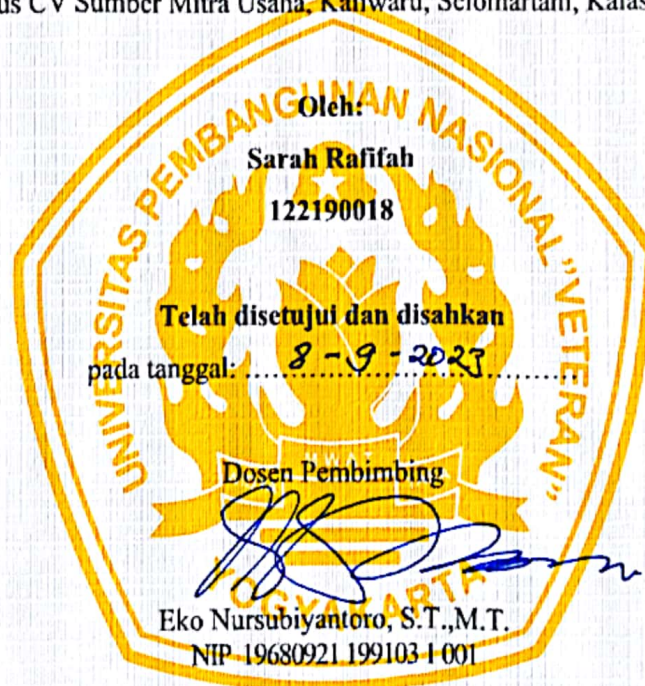 us CV Sumber Mitra Usaha, Kaliwaru, Selomartani, Kalas
Oleh:
Sarah Rafifah
122190018
Telah disetujui dan disahkan
pada tanggal: 8 - 9 - 2023
Dosen Pembimbing
Eko Nursubiyantoro, S.T.,M.T.
NIP 19680921 199103 1 001
UNIVERSITAS PEMBANGUNAN NASIONAL "VETERAN"
YOGYAKARTA